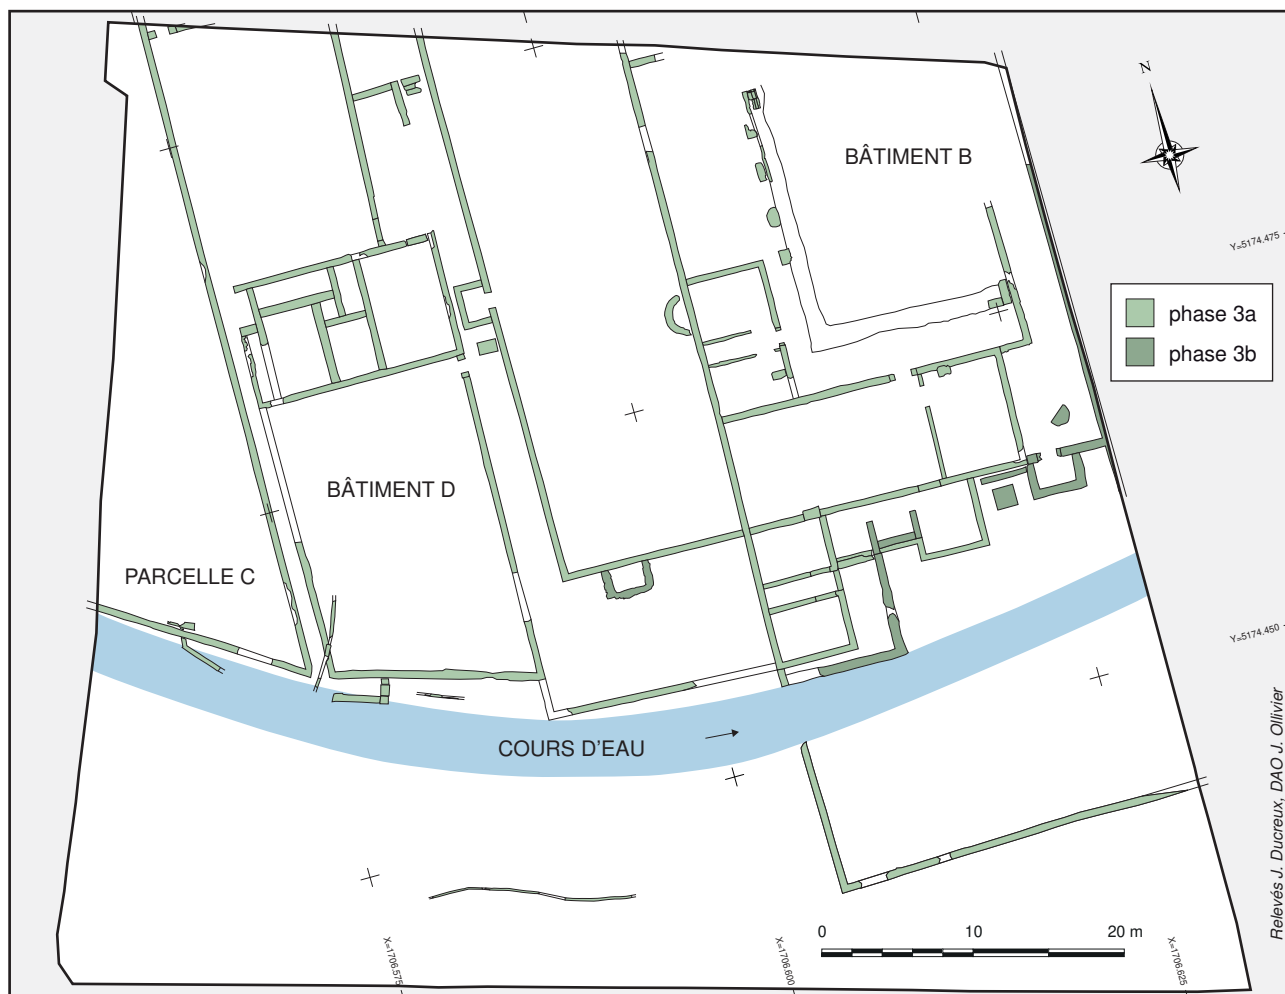 N
BÂTIMENT B
Y=5174.475
phase 3a
phase 3b
BÂTIMENT D
PARCELLE C
Y=5174.450
COURS D'EAU
0 10 20 m
X=1706.575
X=1706.600
X=1706.625
Relevés J. Ducreux, DAO J. Ollivier